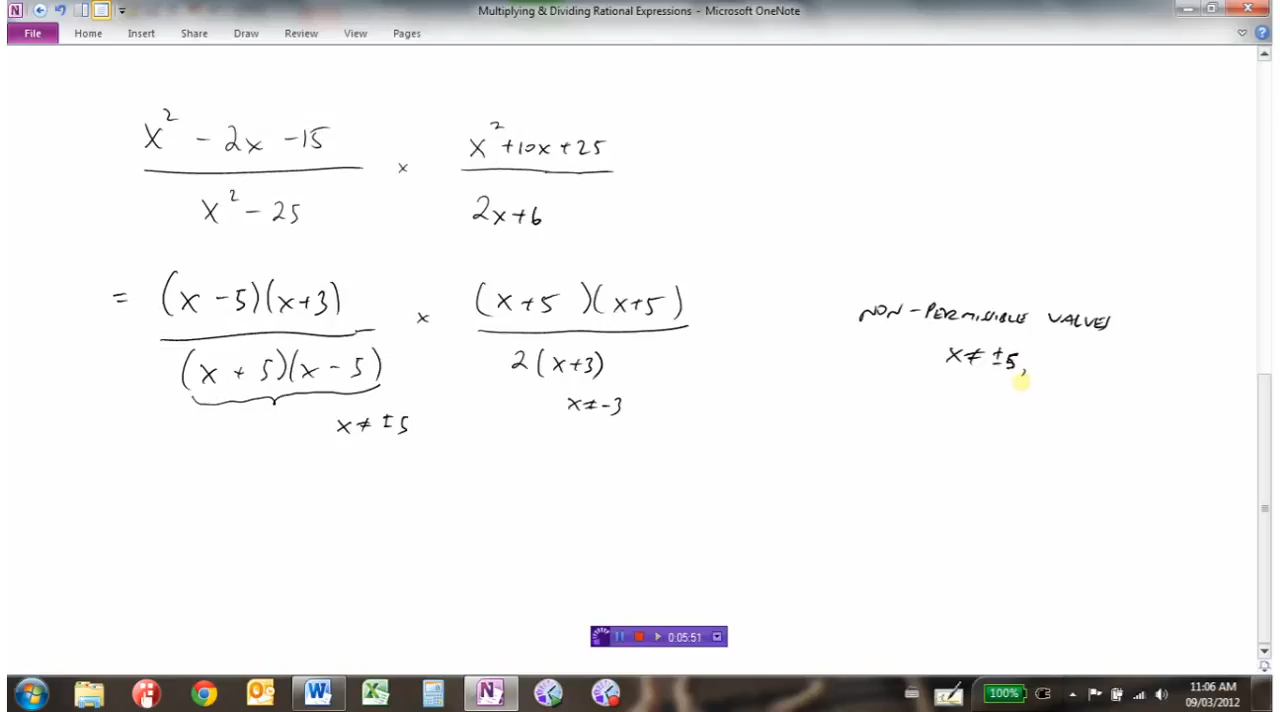 Multiplying & Dividing Rational Expressions - Microsoft OneNote
File Home Insert Share Draw Review View Pages
x² - 2x - 15 × x² + 10x + 25
x² - 25 2x + 6
= (x - 5)(x + 3) × (x + 5 )(x + 5)
(x + 5)(x - 5) 2(x + 3)
x ≠ ± 5 x ≠ -3
NON - PERMISSIBLE VALUES
x ≠ ± 5,
0:05:51
100% 11:06 AM
09/03/2012